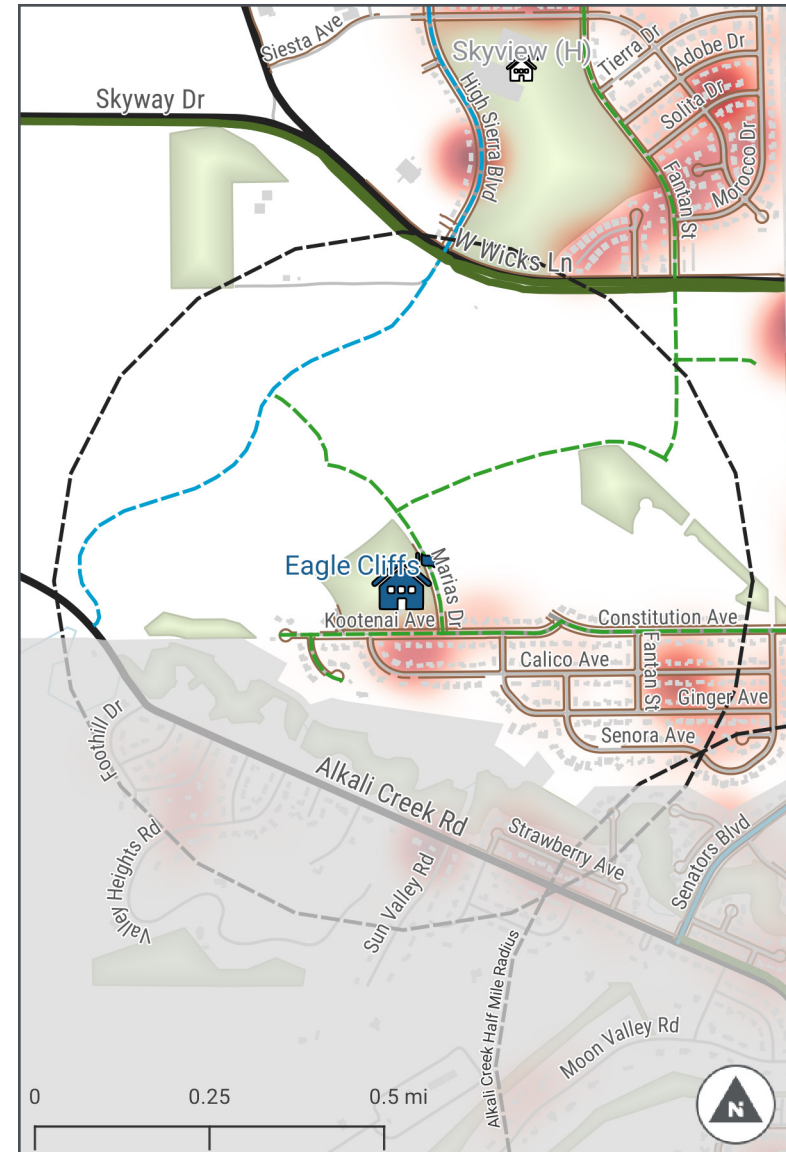 Siesta Ave
Skyview (H)
Tierra Dr
Adobe Dr
Skyway Dr
High Sierra Blvd
Solita Dr
Morocco Dr
Fantan St
W Wicks Ln
Eagle Cliffs
Marias Dr
Kootenai Ave
Constitution Ave
Calico Ave
Fantan St
Ginger Ave
Senora Ave
Foothill Dr
Alkali Creek Rd
Strawberry Ave
Senators Blvd
Valley Heights Rd
Sun Valley Rd
Alkali Creek Half Mile Radius
Moon Valley Rd
0 0.25 0.5 mi
N